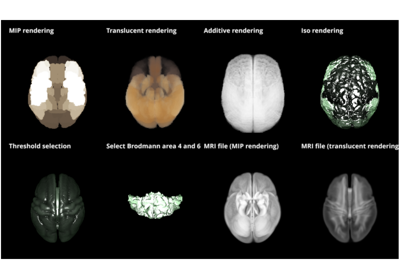 MIP rendering
Translucent rendering
Additive rendering
Iso rendering
Threshold selection
Select Brodmann area 4 and 6
MRI file (MIP rendering)
MRI file (translucent rendering